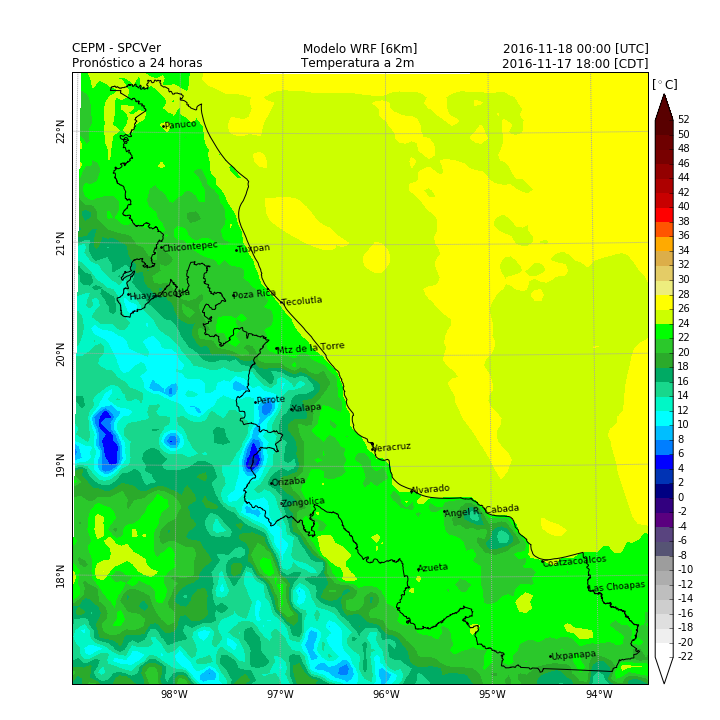 CEPM - SPCVer Modelo WRF [6Km] 2016-11-18 00:00 [UTC]
Pronóstico a 24 horas Temperatura a 2m 2016-11-17 18:00 [CDT]
[°C]
52
50
48
46
44
42
40
38
36
34
32
30
28
26
24
22
20
18
16
14
12
10
8
6
4
2
0
-2
-4
-6
-8
-10
-12
-14
-16
-18
-20
-22
22°N
21°N
20°N
19°N
18°N
Panuco
Chicontepec
Tuxpan
Huayacocotla
Poza Rica
Tecolutla
Mtz de la Torre
Perote
Xalapa
Veracruz
Orizaba
Alvarado
Zongolica
Angel R. Cabada
Azueta
Coatzacoalcos
Las Choapas
Uxpanapa
98°W 97°W 96°W 95°W 94°W